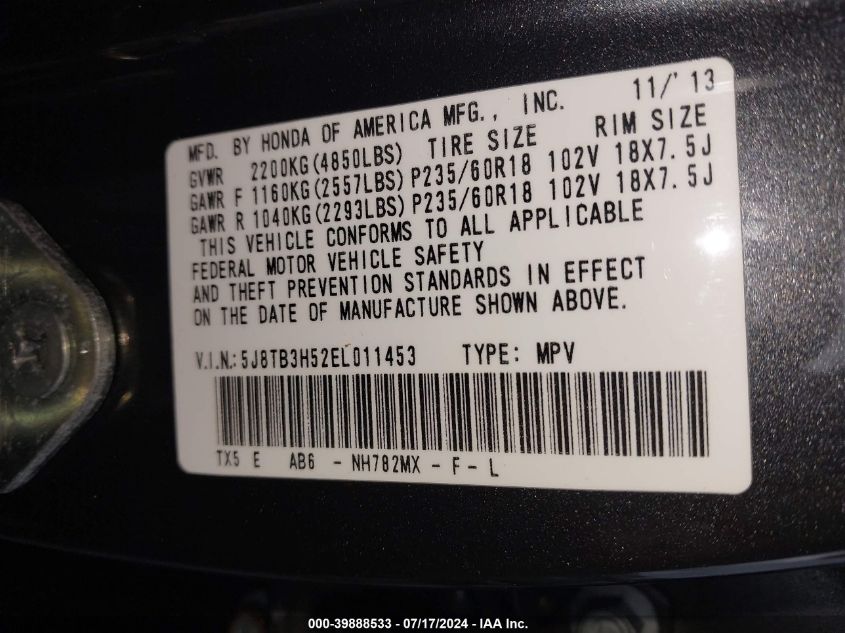 11/'13
MFD. BY HONDA OF AMERICA MFG., INC.
GVWR 2200KG(4850LBS) TIRE SIZE RIM SIZE
GAWR F 1160KG(2557LBS) P235/60R18 102V 18X7.5J
GAWR R 1040KG(2293LBS) P235/60R18 102V 18X7.5J
THIS VEHICLE CONFORMS TO ALL APPLICABLE
FEDERAL MOTOR VEHICLE SAFETY
AND THEFT PREVENTION STANDARDS IN EFFECT
ON THE DATE OF MANUFACTURE SHOWN ABOVE.
V.I.N.: 5J8TB3H52EL011453 TYPE: MPV
TX5 E AB6 - NH782MX - F - L
000-39888533 / 07/17/2024 - IAA Inc.